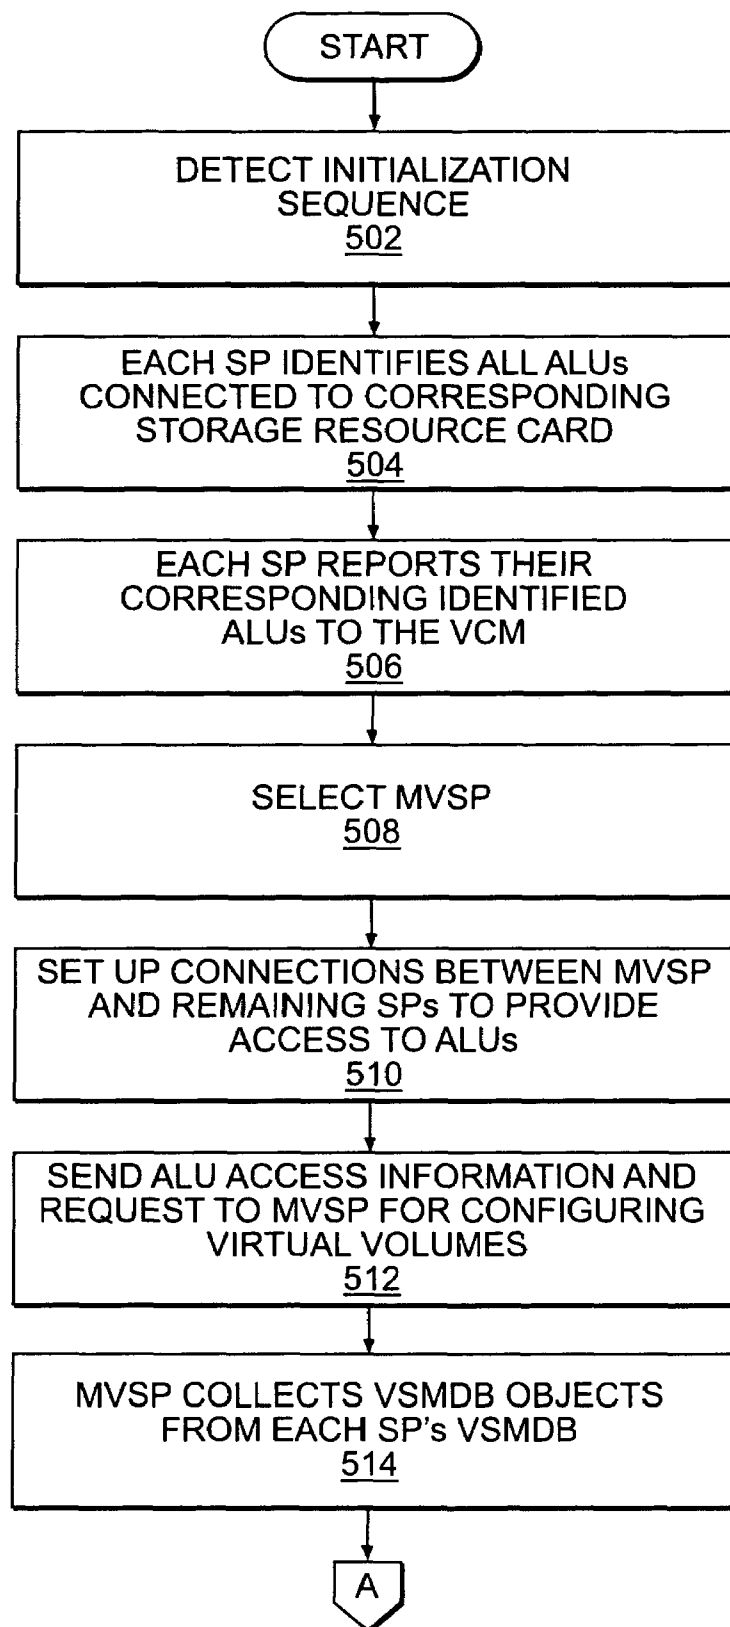 START
DETECT INITIALIZATION
SEQUENCE
502
EACH SP IDENTIFIES ALL ALUs
CONNECTED TO CORRESPONDING
STORAGE RESOURCE CARD
504
EACH SP REPORTS THEIR
CORRESPONDING IDENTIFIED
ALUs TO THE VCM
506
SELECT MVSP
508
SET UP CONNECTIONS BETWEEN MVSP
AND REMAINING SPs TO PROVIDE
ACCESS TO ALUs
510
SEND ALU ACCESS INFORMATION AND
REQUEST TO MVSP FOR CONFIGURING
VIRTUAL VOLUMES
512
MVSP COLLECTS VSMDB OBJECTS
FROM EACH SP's VSMDB
514
A